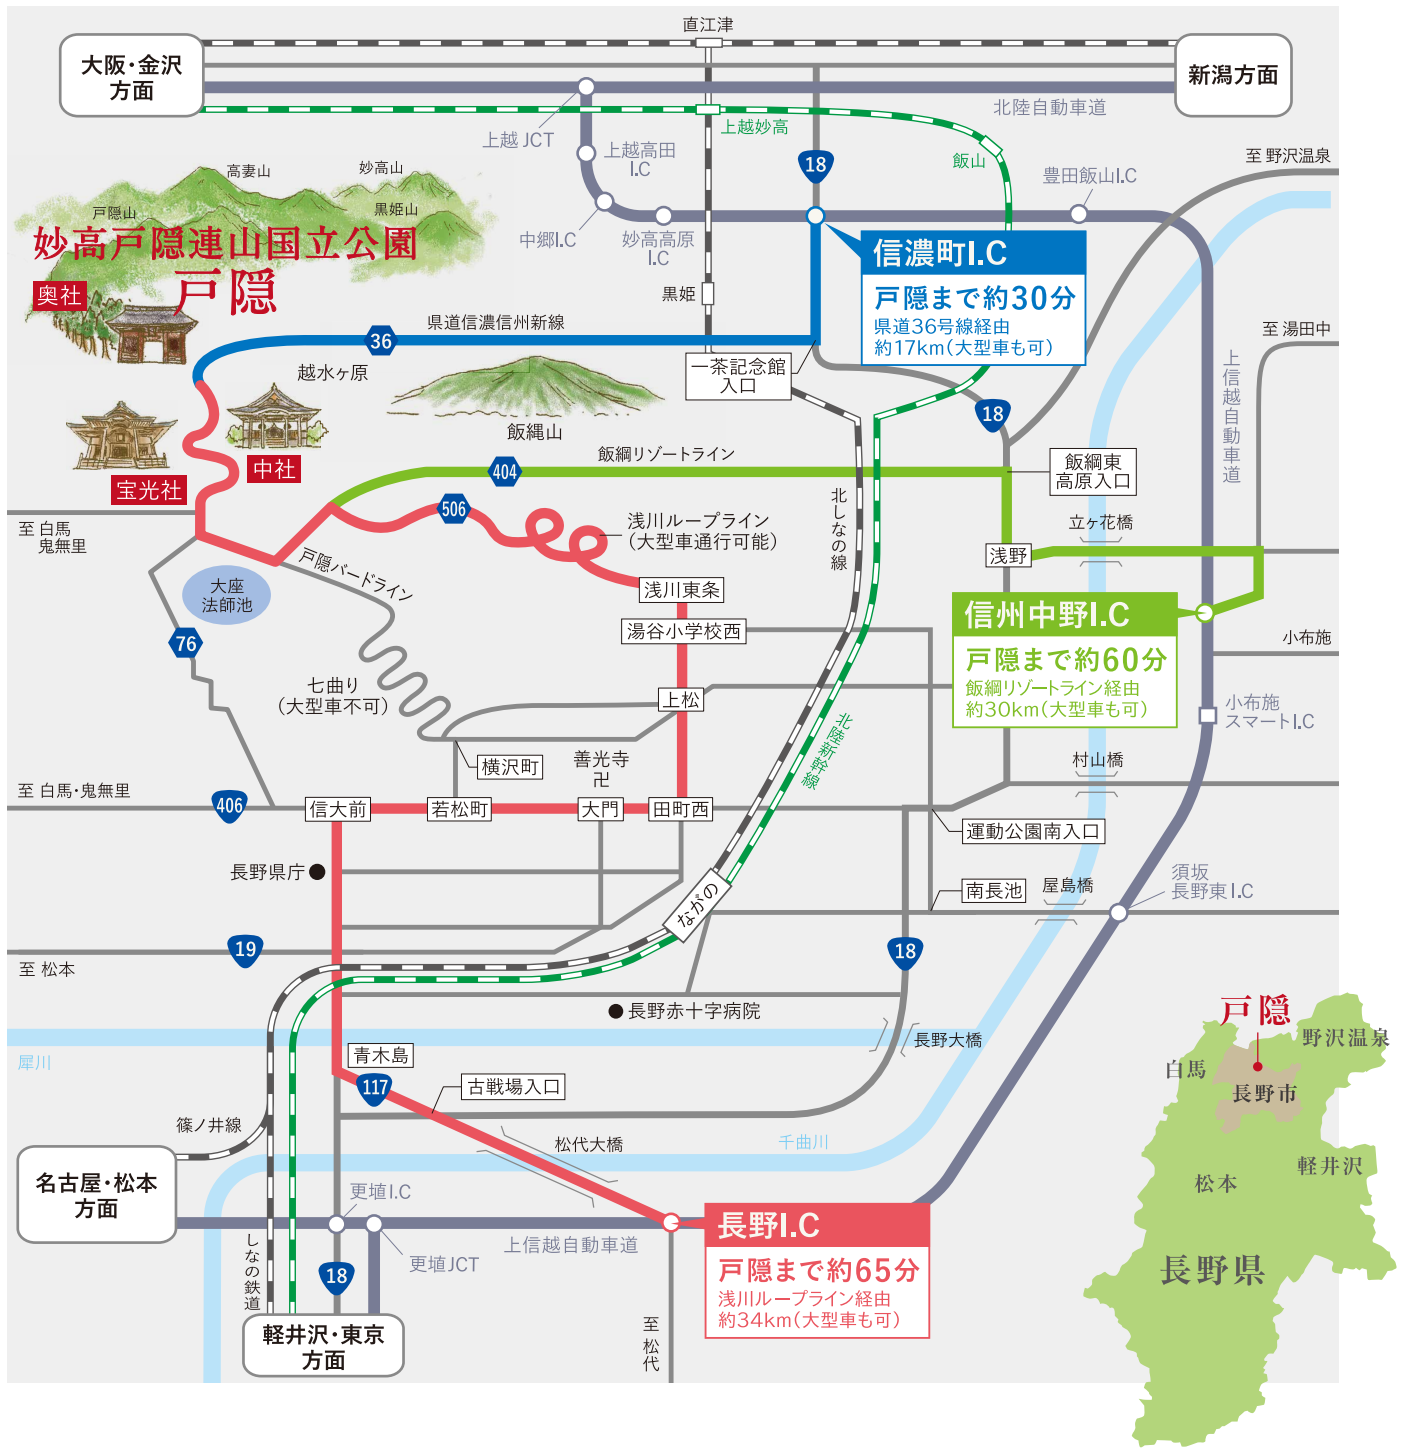 直江津
大阪・金沢
方面
新潟方面
北陸自動車道
上越 JCT
上越妙高
上越高田
I.C
飯山
18
至 野沢温泉
豊田飯山I.C
中郷I.C
妙高高原
I.C
高妻山
妙高山
戸隠山
黒姫山
妙高戸隠連山国立公園
戸隠
奥社
黒姫
信濃町I.C
戸隠まで約30分
県道36号線経由
約17km(大型車も可)
県道信濃信州新線
36
越水ヶ原
一茶記念館
入口
至 湯田中
上信越自動車道
18
飯縄山
中社
宝光社
飯綱リゾートライン
404
飯綱東
高原入口
506
浅川ループライン
(大型車通行可能)
北しなの線
立ヶ花橋
浅野
至 白馬
鬼無里
戸隠バードライン
大座
法師池
浅川東条
湯谷小学校西
76
信州中野I.C
戸隠まで約60分
飯綱リゾートライン経由
約30km(大型車も可)
小布施
小布施
スマートI.C
七曲り
(大型車不可)
上松
北陸新幹線
横沢町
善光寺
卍
村山橋
至 白馬・鬼無里
406
信大前
若松町
大門
田町西
運動公園南入口
長野県庁
ながの
南長池
屋島橋
須坂
長野東I.C
19
至 松本
18
長野赤十字病院
長野大橋
犀川
青木島
117
古戦場入口
篠ノ井線
松代大橋
千曲川
名古屋・松本
方面
更埴I.C
更埴JCT
上信越自動車道
しなの鉄道
18
軽井沢・東京
方面
長野I.C
戸隠まで約65分
浅川ループライン経由
約34km(大型車も可)
至 松代
戸隠
野沢温泉
白馬
長野市
軽井沢
松本
長野県